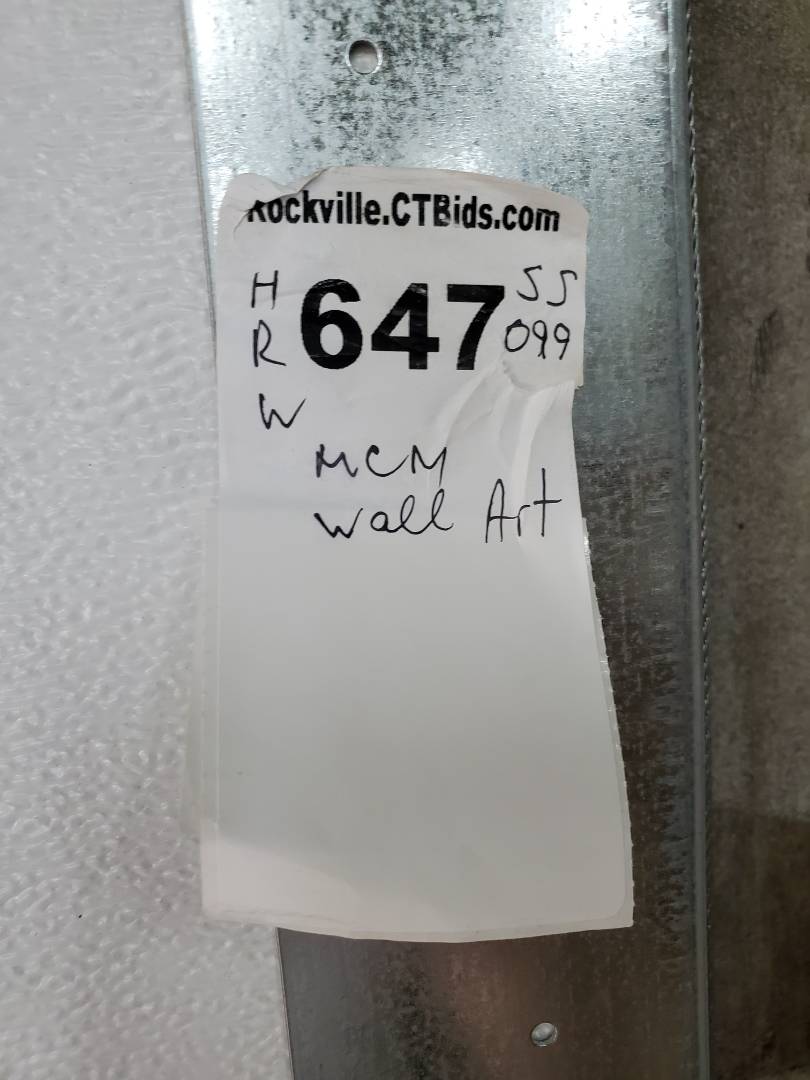 Rockville.CTBids.com
H 647 SS
R 099
W
MCM
Wall Art